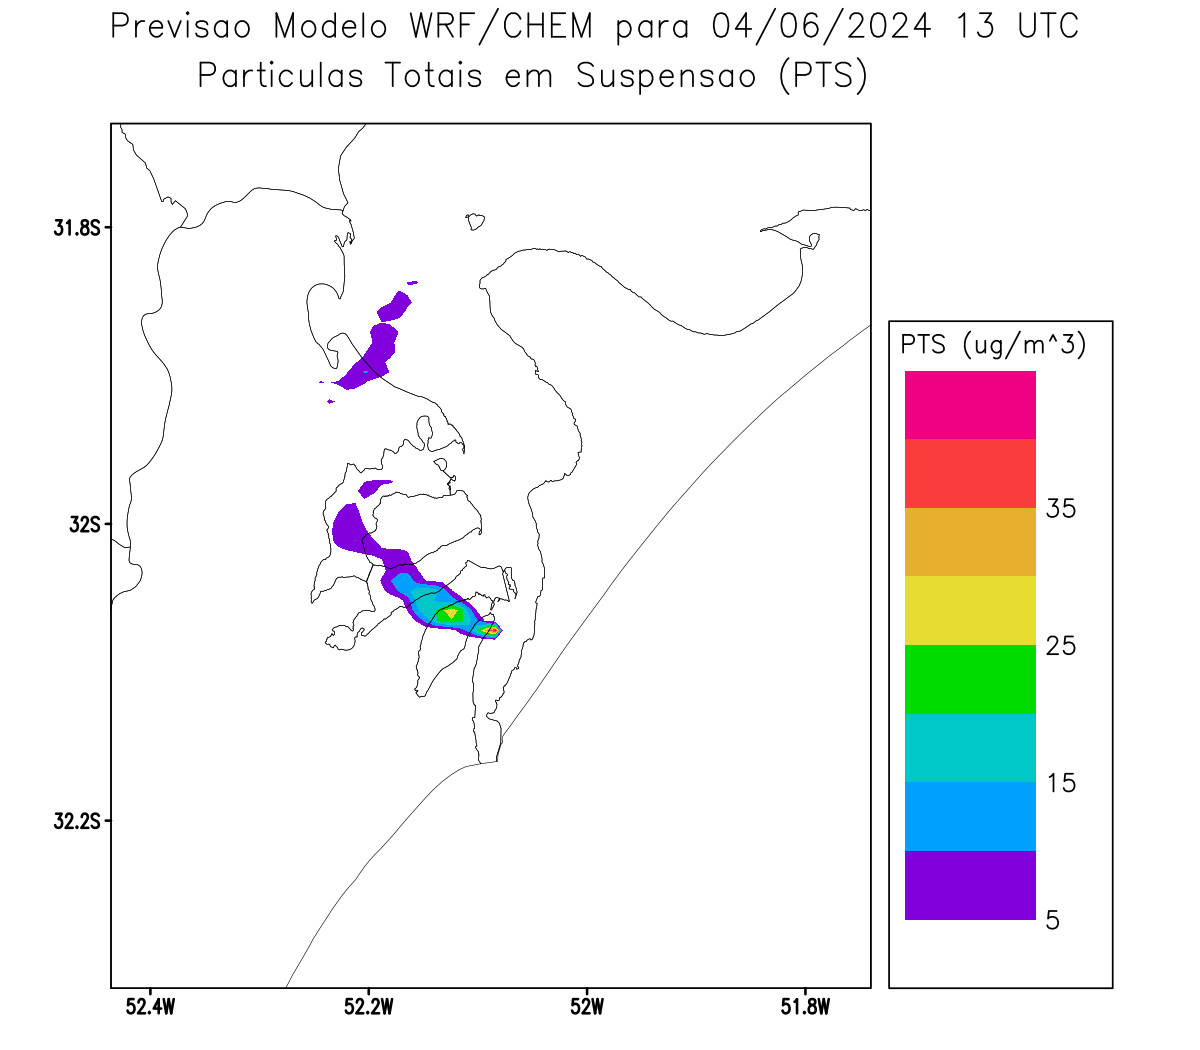 Previsao Modelo WRF/CHEM para 04/06/2024 13 UTC
Particulas Totais em Suspensao (PTS)
31.8S
32S
32.2S
52.4W
52.2W
52W
51.8W
PTS (ug/m^3)
35
25
15
5